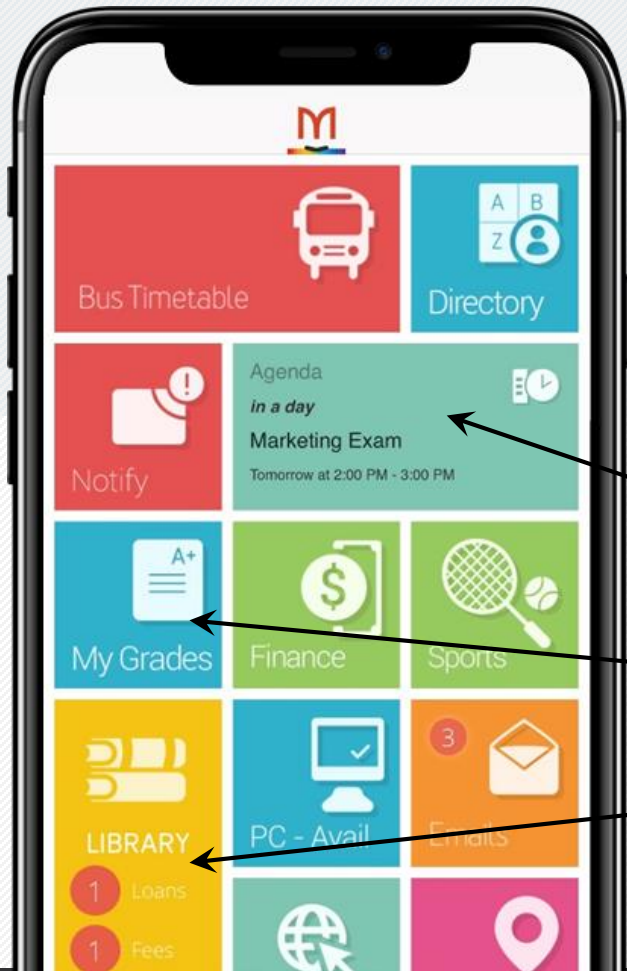 M
Bus Timetable
A B
Z
Directory
Notify
Agenda
in a day
Marketing Exam
Tomorrow at 2:00 PM - 3:00 PM
A+
My Grades
$
Finance
Sports
LIBRARY
1 Loans
1 Fees
PC - Avail
3
Emails